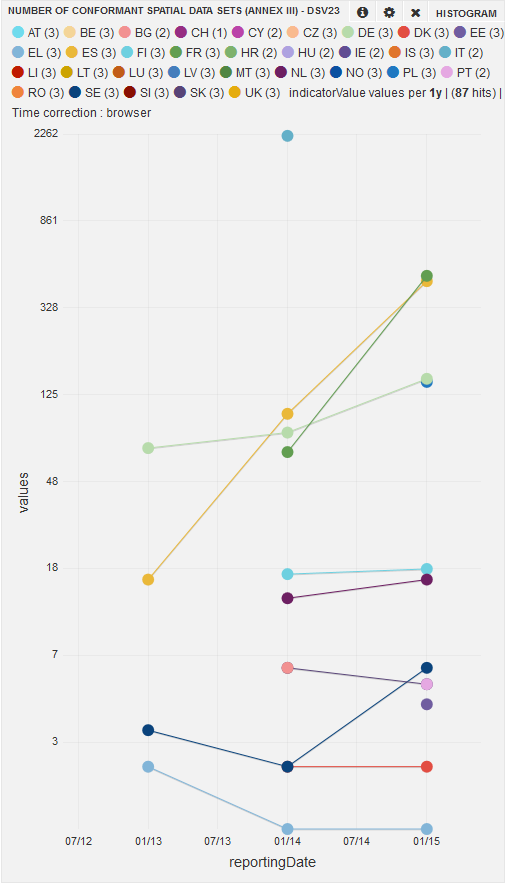 NUMBER OF CONFORMANT SPATIAL DATA SETS (ANNEX III) - DSV23 HISTOGRAM
AT (3) BE (3) BG (2) CH (1) CY (2) CZ (3) DE (3) DK (3) EE (3)
EL (3) ES (3) FI (3) FR (3) HR (2) HU (2) IE (2) IS (3) IT (2)
LI (3) LT (3) LU (3) LV (3) MT (3) NL (3) NO (3) PL (3) PT (2)
RO (3) SE (3) SI (3) SK (3) UK (3) indicatorValue values per 1y | (87 hits) |
Time correction : browser
2262
861
328
125
48
values
18
7
3
07/12 01/13 07/13 01/14 07/14 01/15
reportingDate